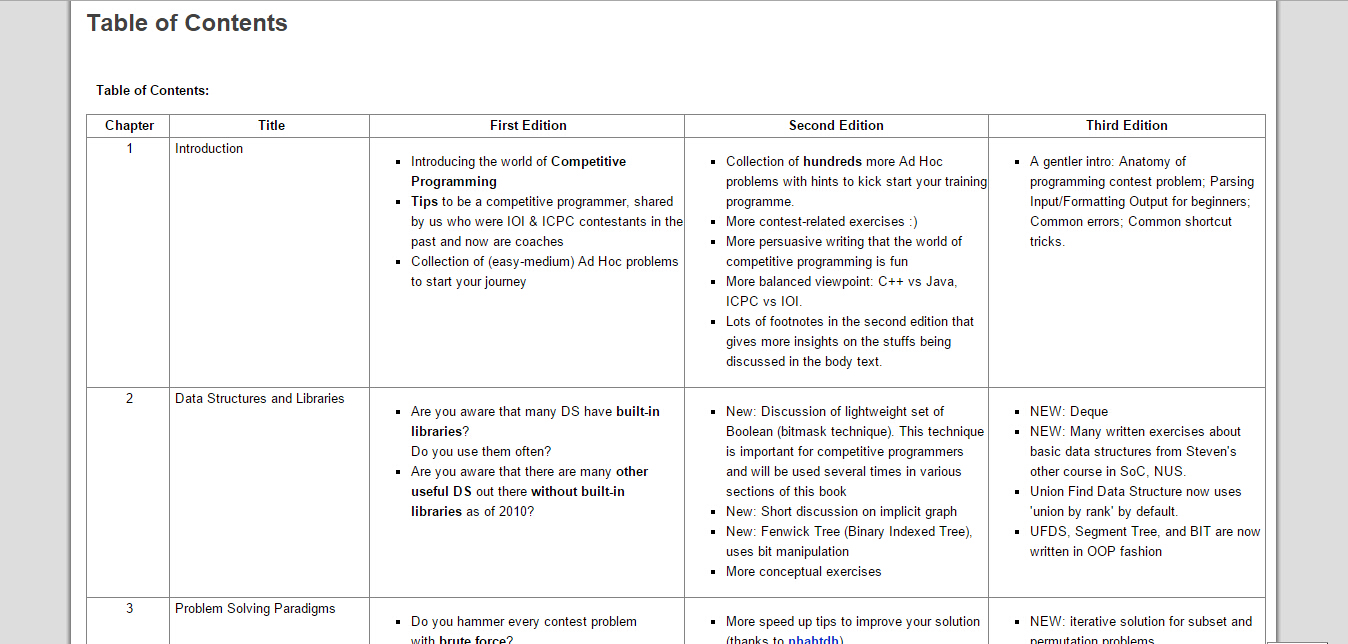 Table of Contents
Table of Contents:
Chapter Title First Edition Second Edition Third Edition
1
Introduction
Introducing the world of Competitive
Programming
Tips to be a competitive programmer, shared
by us who were IOI & ICPC contestants in the
past and now are coaches
Collection of (easy-medium) Ad Hoc problems
to start your journey
Collection of hundreds more Ad Hoc
problems with hints to kick start your training
programme.
More contest-related exercises :)
More persuasive writing that the world of
competitive programming is fun
More balanced viewpoint: C++ vs Java,
ICPC vs IOI.
Lots of footnotes in the second edition that
gives more insights on the stuffs being
discussed in the body text.
A gentler intro: Anatomy of
programming contest problem; Parsing
Input/Formatting Output for beginners;
Common errors; Common shortcut
tricks.
2
Data Structures and Libraries
Are you aware that many DS have built-in
libraries?
Do you use them often?
Are you aware that there are many other
useful DS out there without built-in
libraries as of 2010?
New: Discussion of lightweight set of
Boolean (bitmask technique). This technique
is important for competitive programmers
and will be used several times in various
sections of this book
New: Short discussion on implicit graph
New: Fenwick Tree (Binary Indexed Tree),
uses bit manipulation
More conceptual exercises
NEW: Deque
NEW: Many written exercises about
basic data structures from Steven's
other course in SoC, NUS.
Union Find Data Structure now uses
'union by rank' by default.
UFDS, Segment Tree, and BIT are now
written in OOP fashion
3
Problem Solving Paradigms
Do you hammer every contest problem
with brute force?
More speed up tips to improve your solution
(thanks to nbahtdh)
NEW: iterative solution for subset and
permutation problems